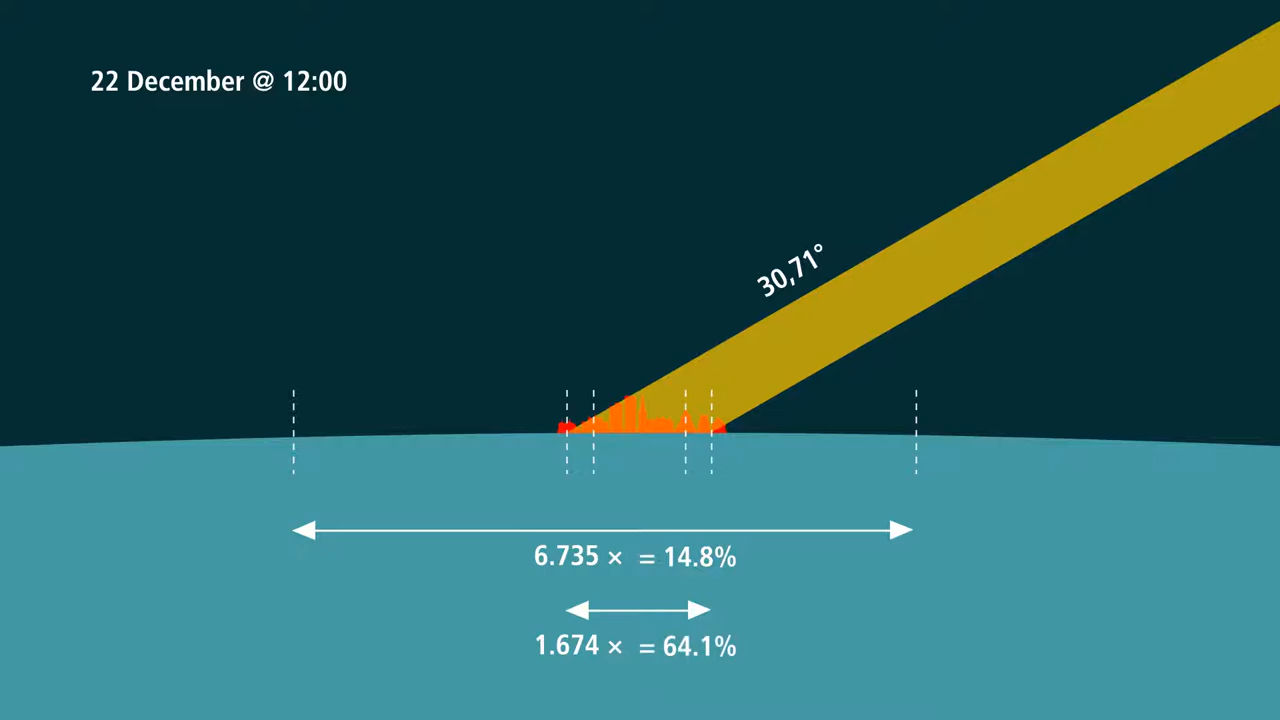 22 December @ 12:00
30,71°
6.735 × = 14.8%
1.674 × = 64.1%